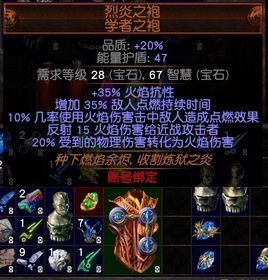 烈炎之袍
学者之袍
品质: +20%
能量护盾: 47
需求等级 28 (宝石), 67 智慧 (宝石)
+35% 火焰抗性
增加 35% 敌人点燃持续时间
10% 几率使用火焰伤害击中敌人造成点燃效果
反射 15 火焰伤害给近战攻击者
20% 受到的物理伤害转化为火焰伤害
种下燃焰余烬, 收割炼狱之炎
账号绑定